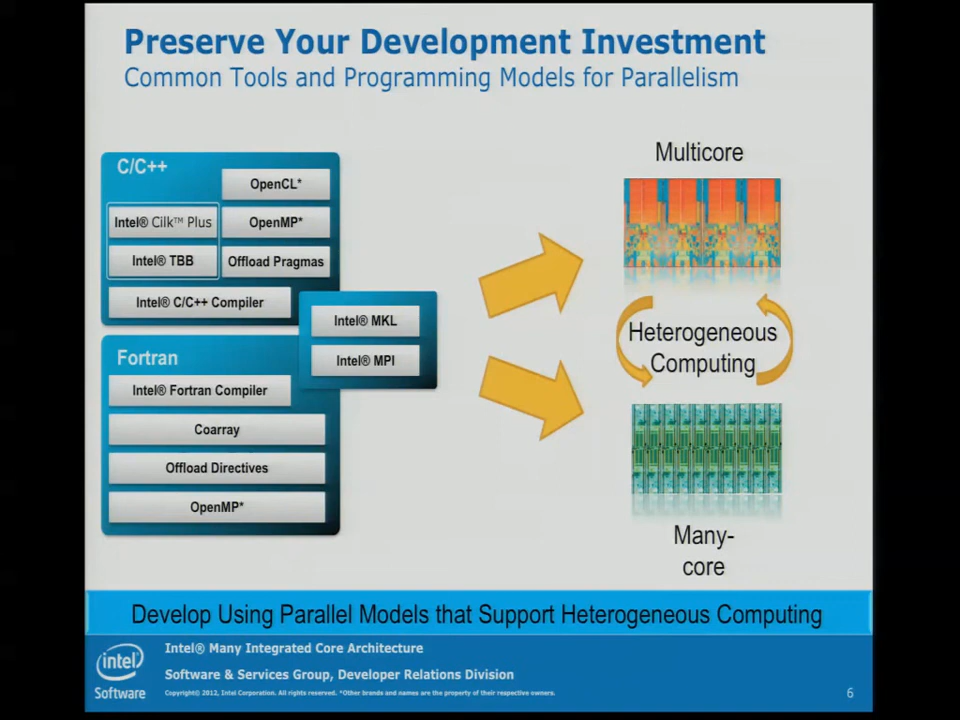 Preserve Your Development Investment
Common Tools and Programming Models for Parallelism
C/C++
OpenCL*
Intel® Cilk™ Plus
OpenMP*
Intel® TBB
Offload Pragmas
Intel® C/C++ Compiler
Intel® MKL
Intel® MPI
Fortran
Intel® Fortran Compiler
Coarray
Offload Directives
OpenMP*
Multicore
Heterogeneous
Computing
Many-
core
Develop Using Parallel Models that Support Heterogeneous Computing
intel
Software
Intel® Many Integrated Core Architecture
Software & Services Group, Developer Relations Division
Copyright© 2012, Intel Corporation. All rights reserved. *Other brands and names are the property of their respective owners.
6